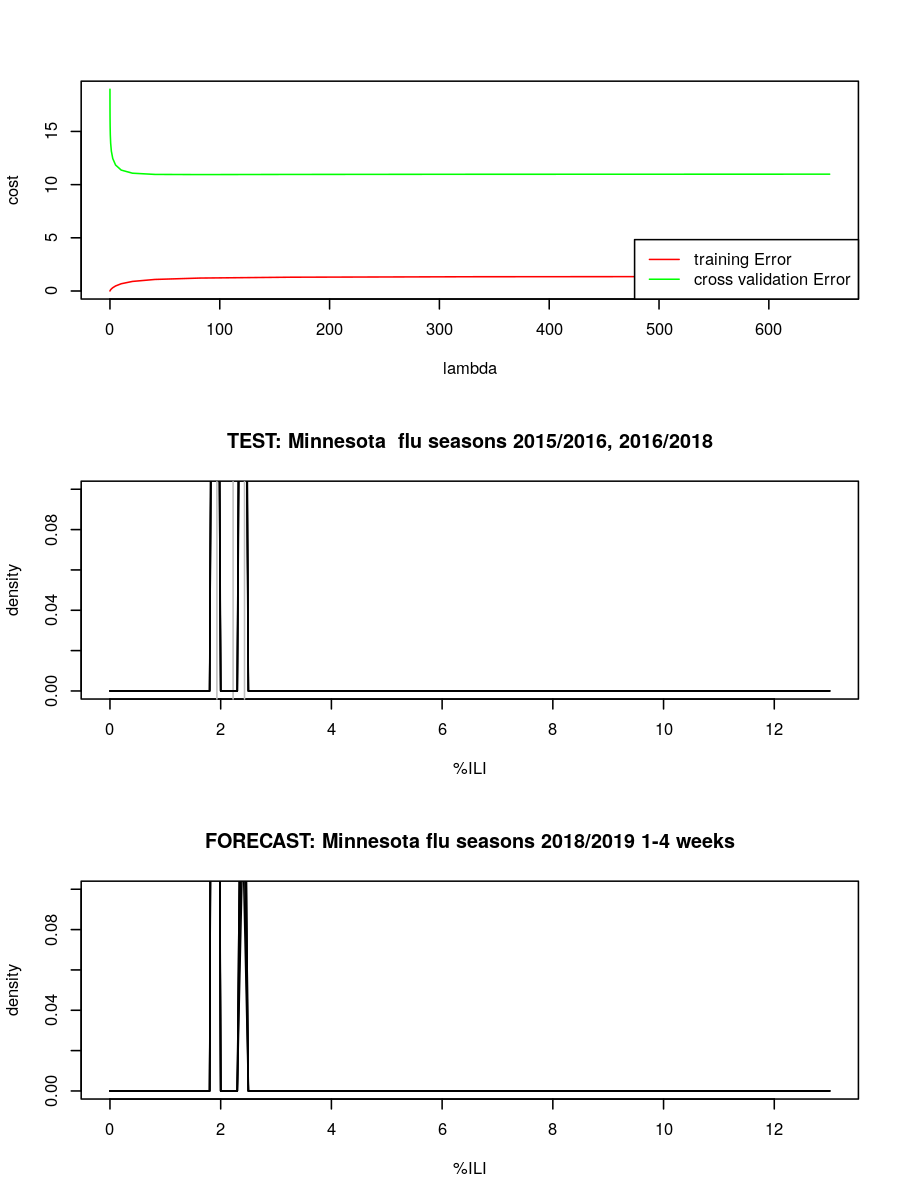 cost
15
10
5
0
training Error
cross validation Error
0 100 200 300 400 500 600
lambda
TEST: Minnesota  flu seasons 2015/2016, 2016/2018
density
0.08
0.04
0.00
0 2 4 6 8 10 12
%ILI
FORECAST: Minnesota flu seasons 2018/2019 1-4 weeks
density
0.08
0.04
0.00
0 2 4 6 8 10 12
%ILI